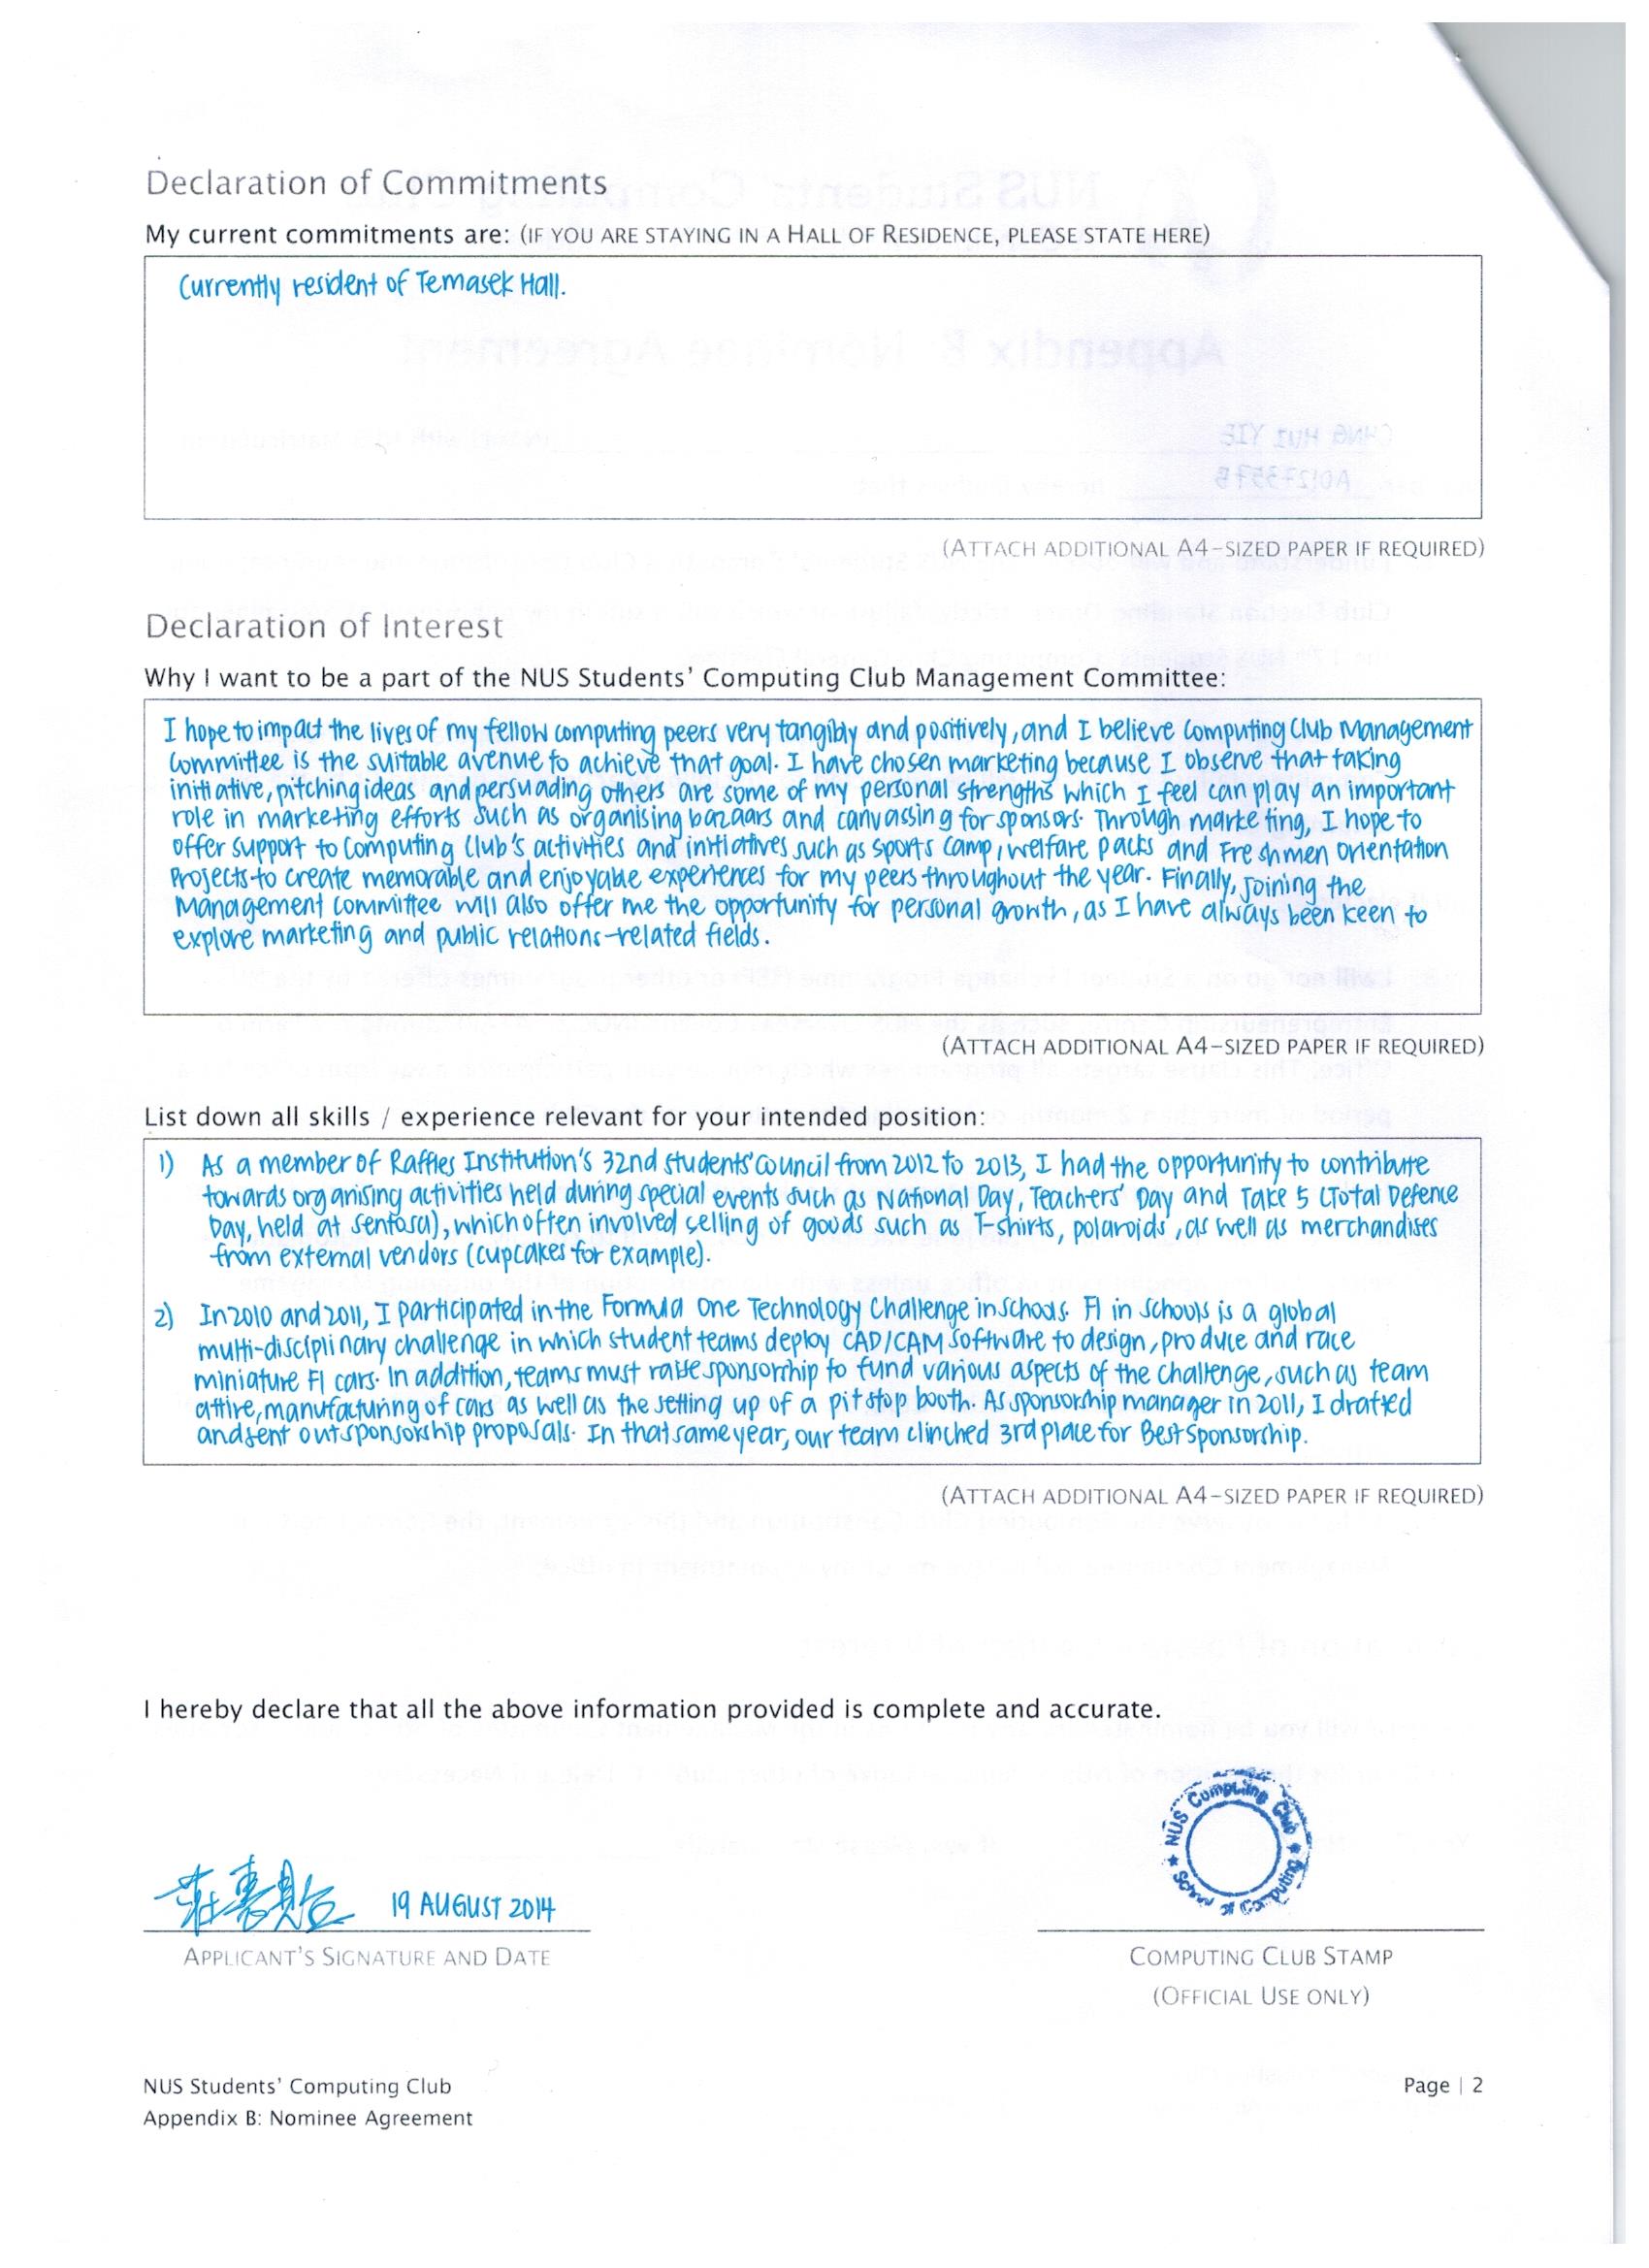 Declaration of Commitments
My current commitments are: (IF YOU ARE STAYING IN A HALL OF RESIDENCE, PLEASE STATE HERE)
Currently resident of Temasek Hall.
(ATTACH ADDITIONAL A4-SIZED PAPER IF REQUIRED)
Declaration of Interest
Why I want to be a part of the NUS Students' Computing Club Management Committee:
I hope to impact the lives of my fellow computing peers very tangibly and positively, and I believe Computing Club Management
Committee is the suitable avenue to achieve that goal. I have chosen marketing because I observe that taking
initiative, pitching ideas and persuading others are some of my personal strengths which I feel can play an important
role in marketing efforts such as organising bazaars and canvassing for sponsors. Through marketing, I hope to
offer support to Computing Club's activities and initiatives such as sports camp, welfare packs and Freshmen Orientation
Projects to create memorable and enjoyable experiences for my peers throughout the year. Finally, joining the
Management Committee will also offer me the opportunity for personal growth, as I have always been keen to
explore marketing and public relations-related fields.
(ATTACH ADDITIONAL A4-SIZED PAPER IF REQUIRED)
List down all skills / experience relevant for your intended position:
1) As a member of Raffles Institution's 32nd students' council from 2012 to 2013, I had the opportunity to contribute
towards organising activities held during special events such as National Day, Teachers' Day and Take 5 (Total Defence
Day, held at Sentosa), which often involved selling of goods such as T-shirts, polaroids, as well as merchandises
from external vendors (cupcakes for example).
2) In 2010 and 2011, I participated in the Formula One Technology Challenge in schools. F1 in Schools is a global
multi-disciplinary challenge in which student teams deploy CAD/CAM software to design, produce and race
miniature F1 cars. In addition, teams must raise sponsorship to fund various aspects of the challenge, such as team
attire, manufacturing of cars as well as the setting up of a pit stop booth. As sponsorship manager in 2011, I drafted
and sent out sponsorship proposals. In that same year, our team clinched 3rd place for Best Sponsorship.
(ATTACH ADDITIONAL A4-SIZED PAPER IF REQUIRED)
I hereby declare that all the above information provided is complete and accurate.
NUS Computing Club
School of Computing
莊惠貽 19 AUGUST 2014
APPLICANT'S SIGNATURE AND DATE
COMPUTING CLUB STAMP
(OFFICIAL USE ONLY)
NUS Students' Computing Club
Appendix B: Nominee Agreement
Page | 2